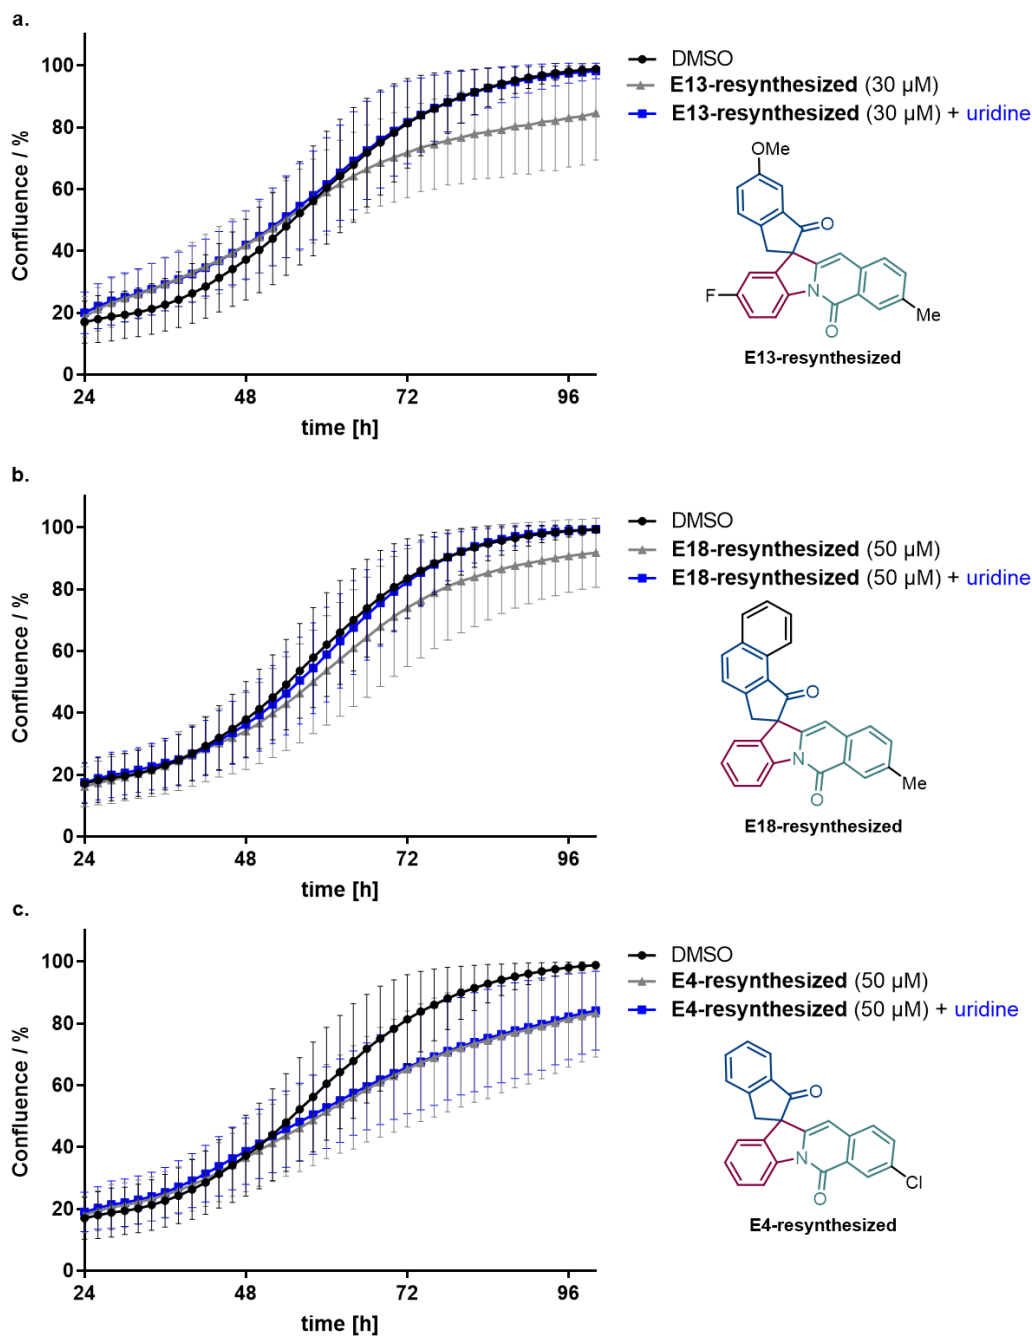 a.
100
80
60
40
20
0
Confluence / %
24 48 72 96
time [h]
DMSO
E13-resynthesized (30 µM)
E13-resynthesized (30 µM) + uridine
OMe
O
F
N
O
Me
E13-resynthesized
b.
100
80
60
40
20
0
Confluence / %
24 48 72 96
time [h]
DMSO
E18-resynthesized (50 µM)
E18-resynthesized (50 µM) + uridine
O
N
O
Me
E18-resynthesized
c.
100
80
60
40
20
0
Confluence / %
24 48 72 96
time [h]
DMSO
E4-resynthesized (50 µM)
E4-resynthesized (50 µM) + uridine
O
N
O
Cl
E4-resynthesized